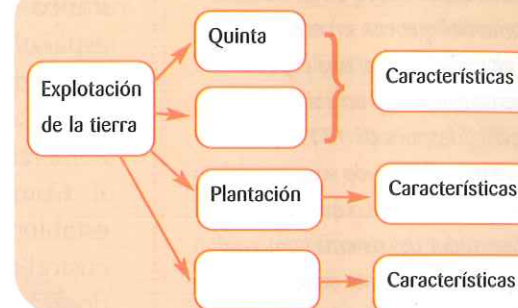 Quinta
Características
Explotación
de la tierra
Plantación
Características
Características